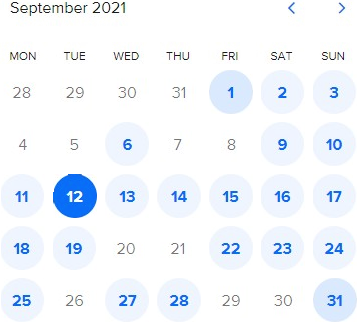 September 2021
MON TUE WED THU FRI SAT SUN
28 29 30 31 1 2 3
4 5 6 7 8 9 10
11 12 13 14 15 16 17
18 19 20 21 22 23 24
25 26 27 28 29 30 31